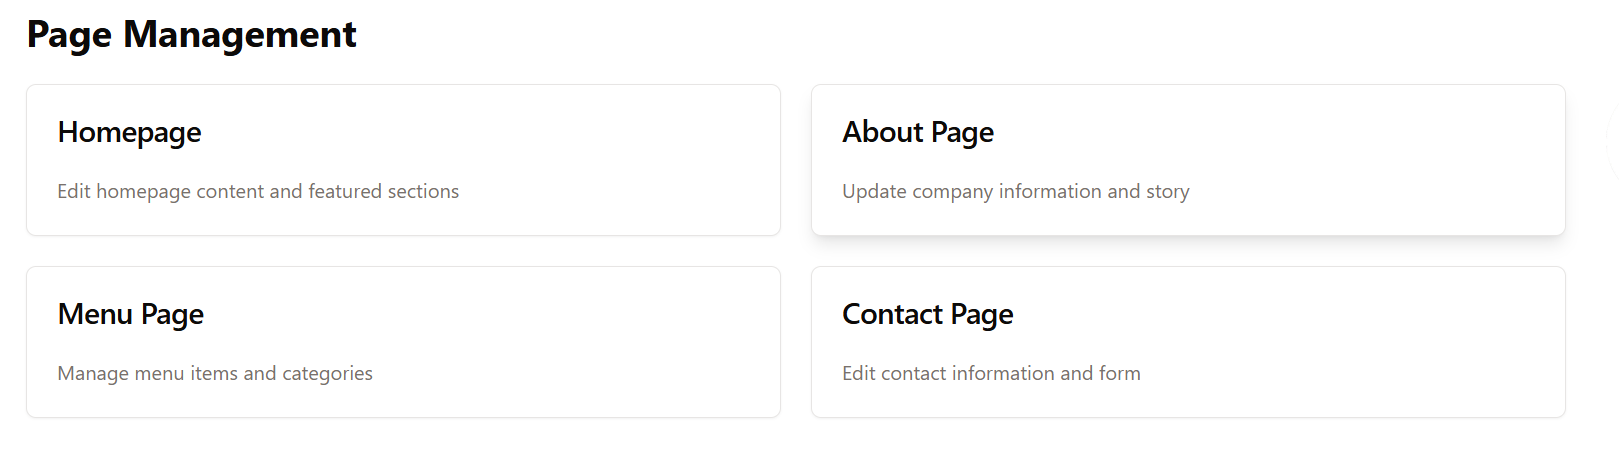 Page Management
Homepage
Edit homepage content and featured sections
About Page
Update company information and story
Menu Page
Manage menu items and categories
Contact Page
Edit contact information and form